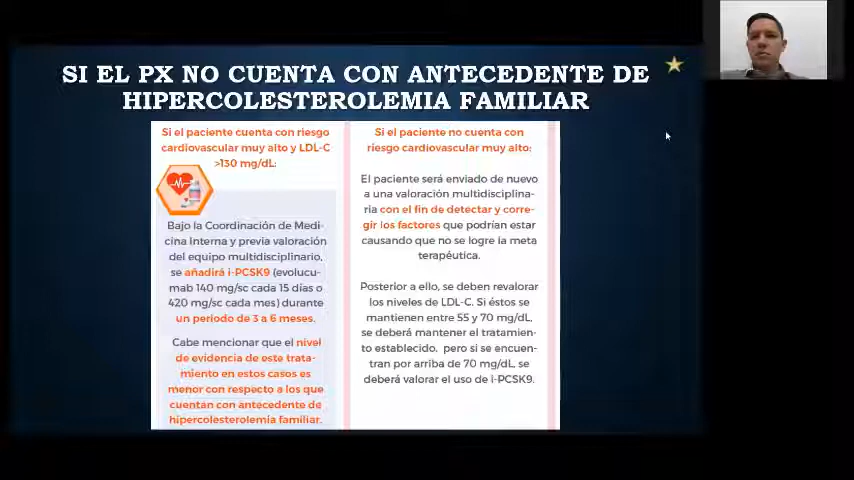 SI EL PX NO CUENTA CON ANTECEDENTE DE
HIPERCOLESTEROLEMIA FAMILIAR
Si el paciente cuenta con riesgo
cardiovascular muy alto y LDL-C
>130 mg/dL:
Bajo la Coordinación de Medi-
cina Interna y previa valoración
del equipo multidisciplinario,
se añadirá i-PCSK9 (evolucu-
mab 140 mg/sc cada 15 días o
420 mg/sc cada mes) durante
un periodo de 3 a 6 meses.
Cabe mencionar que el nivel
de evidencia de este trata-
miento en estos casos es
menor con respecto a los que
cuentan con antecedente de
hipercolesterolemia familiar.
Si el paciente no cuenta con
riesgo cardiovascular muy alto:
El paciente será enviado de nuevo
a una valoración multidisciplina-
ria con el fin de detectar y corre-
gir los factores que podrían estar
causando que no se logre la meta
terapéutica.
Posterior a ello, se deben revalorar
los niveles de LDL-C. Si éstos se
mantienen entre 55 y 70 mg/dL,
se deberá mantener el tratamien-
to establecido, pero si se encuen-
tran por arriba de 70 mg/dL, se
deberá valorar el uso de i-PCSK9.